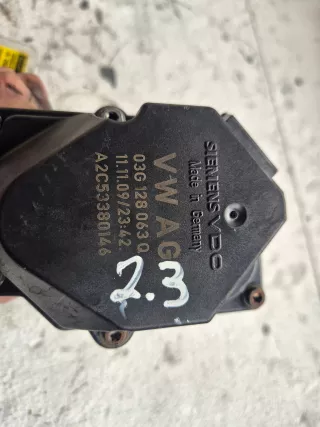 SIEMENS VDO
Made in Germany
VW AG
03G 128 063 Q
11.11.09/23:42
A2C53380146
2.3